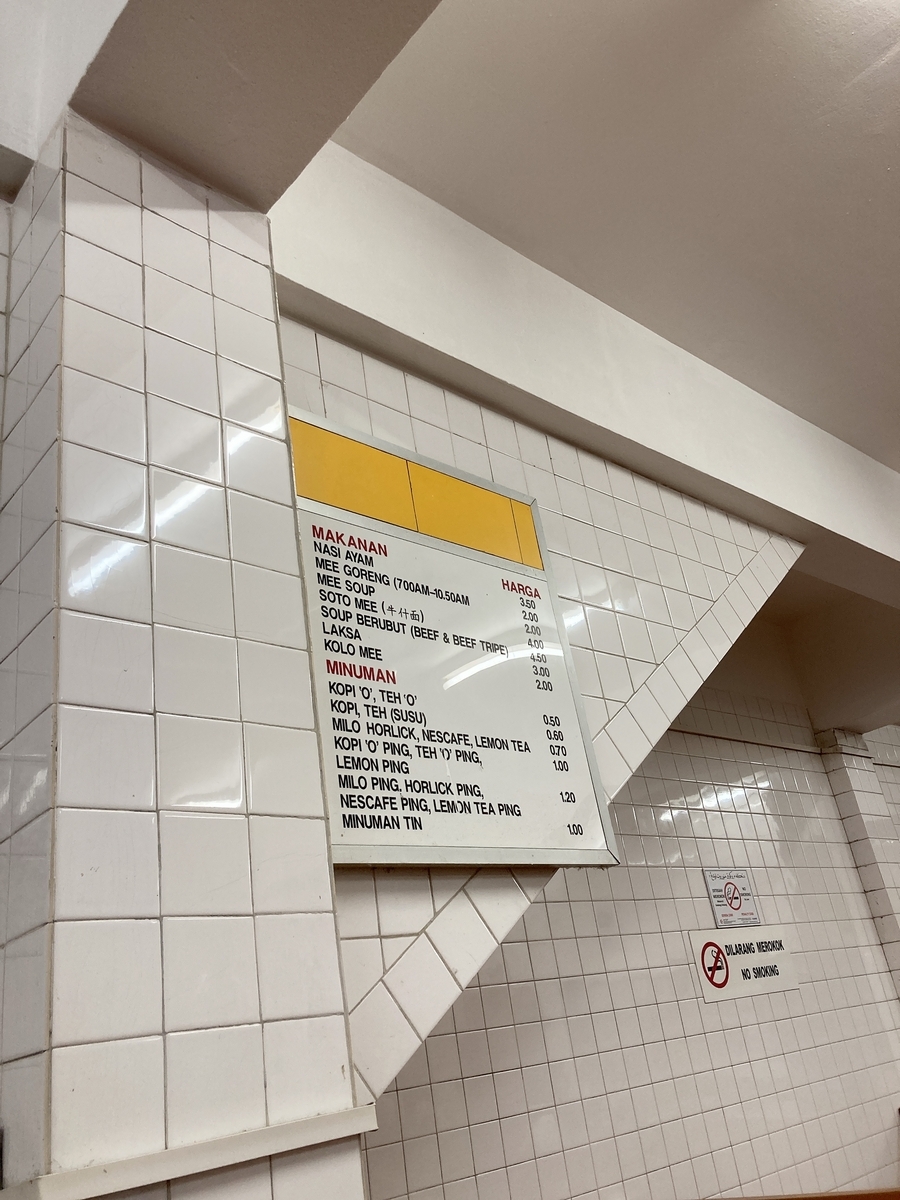 MAKANAN HARGA
NASI AYAM 3.50
MEE GORENG (700AM-10.50AM 2.00
MEE SOUP 2.00
SOTO MEE (牛什面) 4.00
SOUP BERUBUT (BEEF & BEEF TRIPE) 4.50
LAKSA 3.00
KOLO MEE 2.00
MINUMAN
KOPI 'O', TEH 'O' 0.50
KOPI, TEH (SUSU) 0.60
MILO HORLICK, NESCAFE, LEMON TEA 0.70
KOPI 'O' PING, TEH 'O' PING, 1.00
LEMON PING
MILO PING, HORLICK PING, 1.20
NESCAFE PING, LEMON TEA PING
MINUMAN TIN 1.00
DILARANG MEROKOK
NO SMOKING